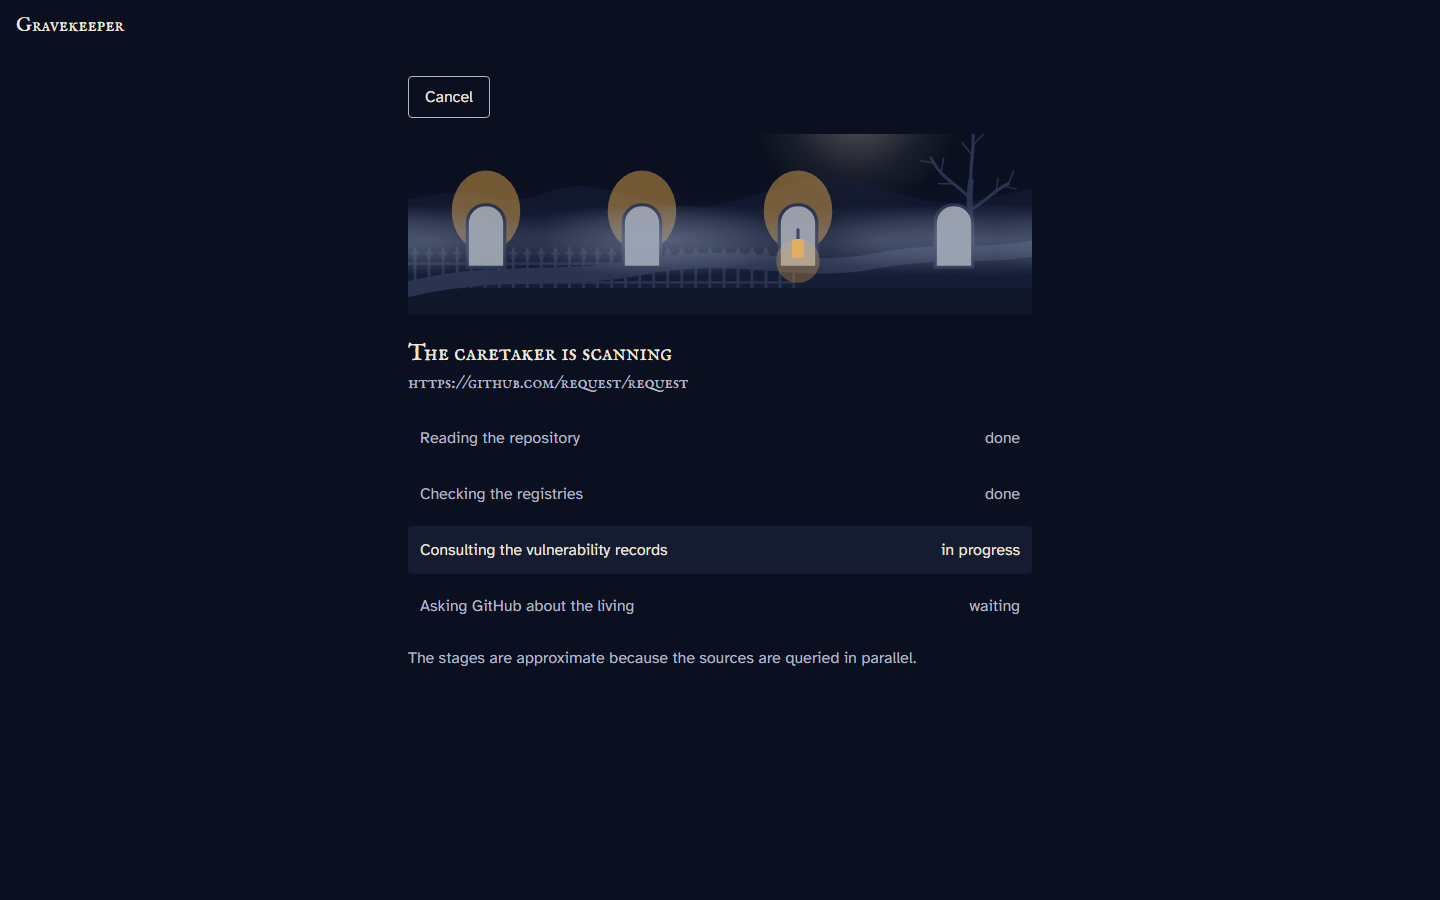 Gravekeeper
Cancel
The caretaker is scanning
https://github.com/request/request
Reading the repository done
Checking the registries done
Consulting the vulnerability records in progress
Asking GitHub about the living waiting
The stages are approximate because the sources are queried in parallel.